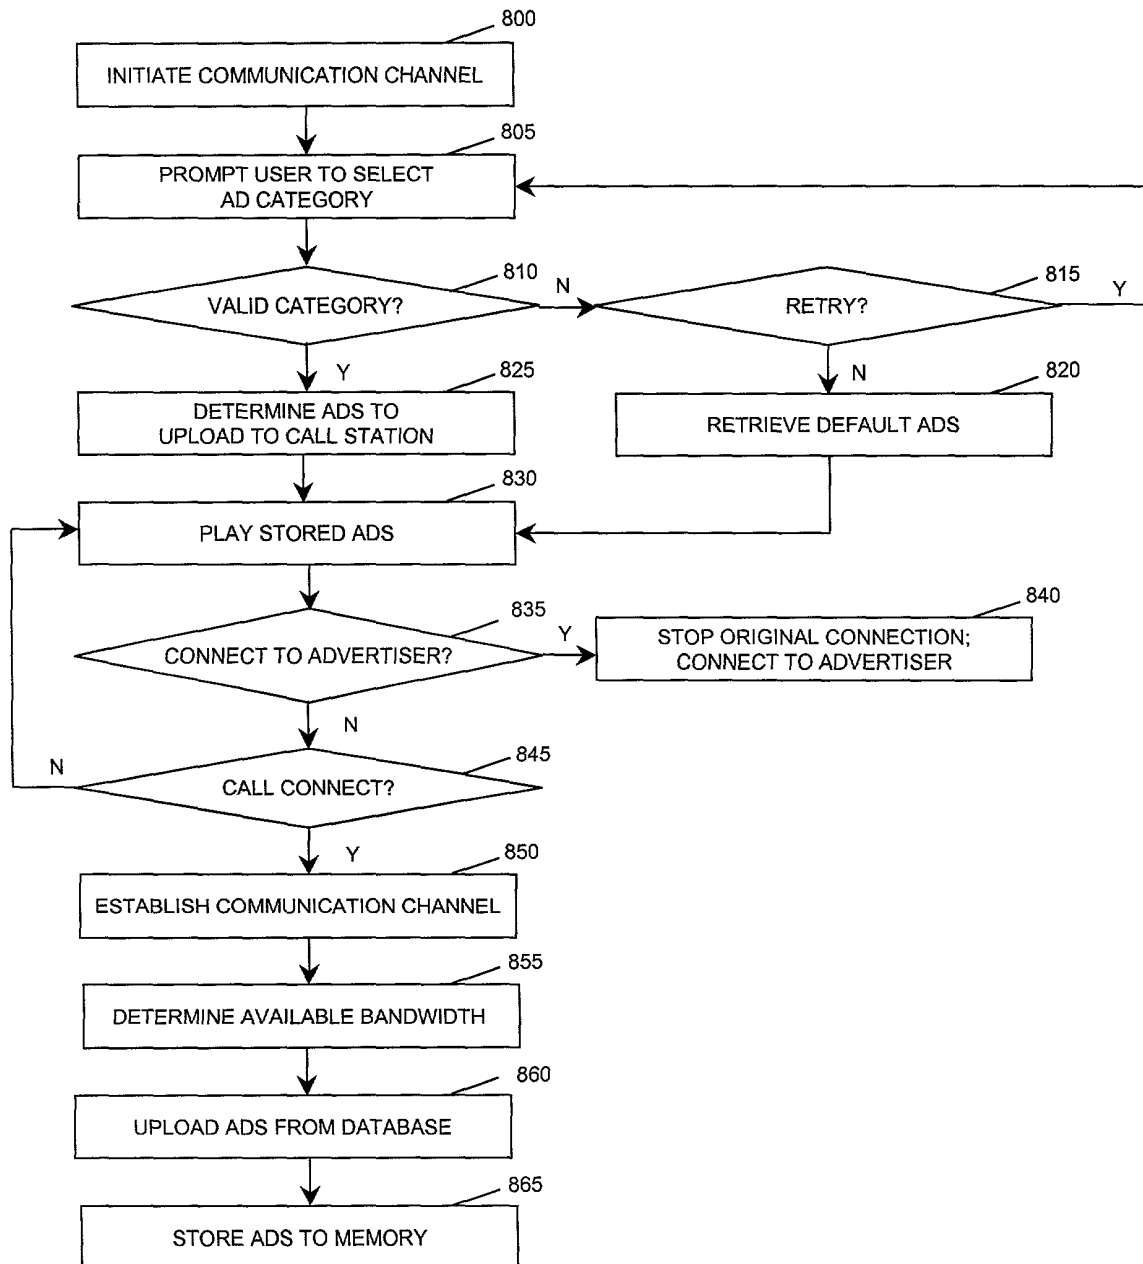 800
INITIATE COMMUNICATION CHANNEL
805
PROMPT USER TO SELECT
AD CATEGORY
810
VALID CATEGORY?
N
815
RETRY?
Y
Y
825
DETERMINE ADS TO
UPLOAD TO CALL STATION
N
820
RETRIEVE DEFAULT ADS
830
PLAY STORED ADS
835
CONNECT TO ADVERTISER?
Y
840
STOP ORIGINAL CONNECTION;
CONNECT TO ADVERTISER
N
845
CALL CONNECT?
N
Y
850
ESTABLISH COMMUNICATION CHANNEL
855
DETERMINE AVAILABLE BANDWIDTH
860
UPLOAD ADS FROM DATABASE
865
STORE ADS TO MEMORY